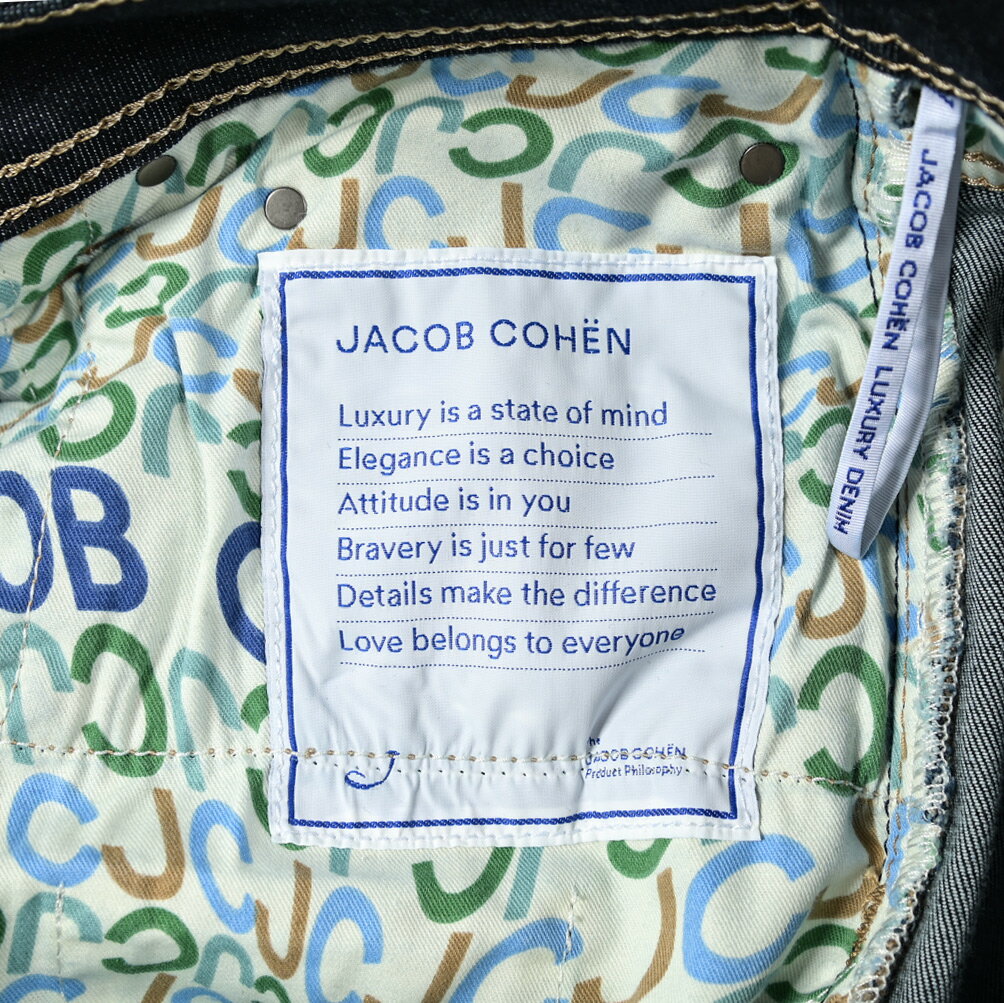 JACOB COHËN
Luxury is a state of mind
Elegance is a choice
Attitude is in you
Bravery is just for few
Details make the difference
Love belongs to everyone
he
JACOB COHËN
Product Philosophy
JACOB COHËN LUXURY DENIM
OB